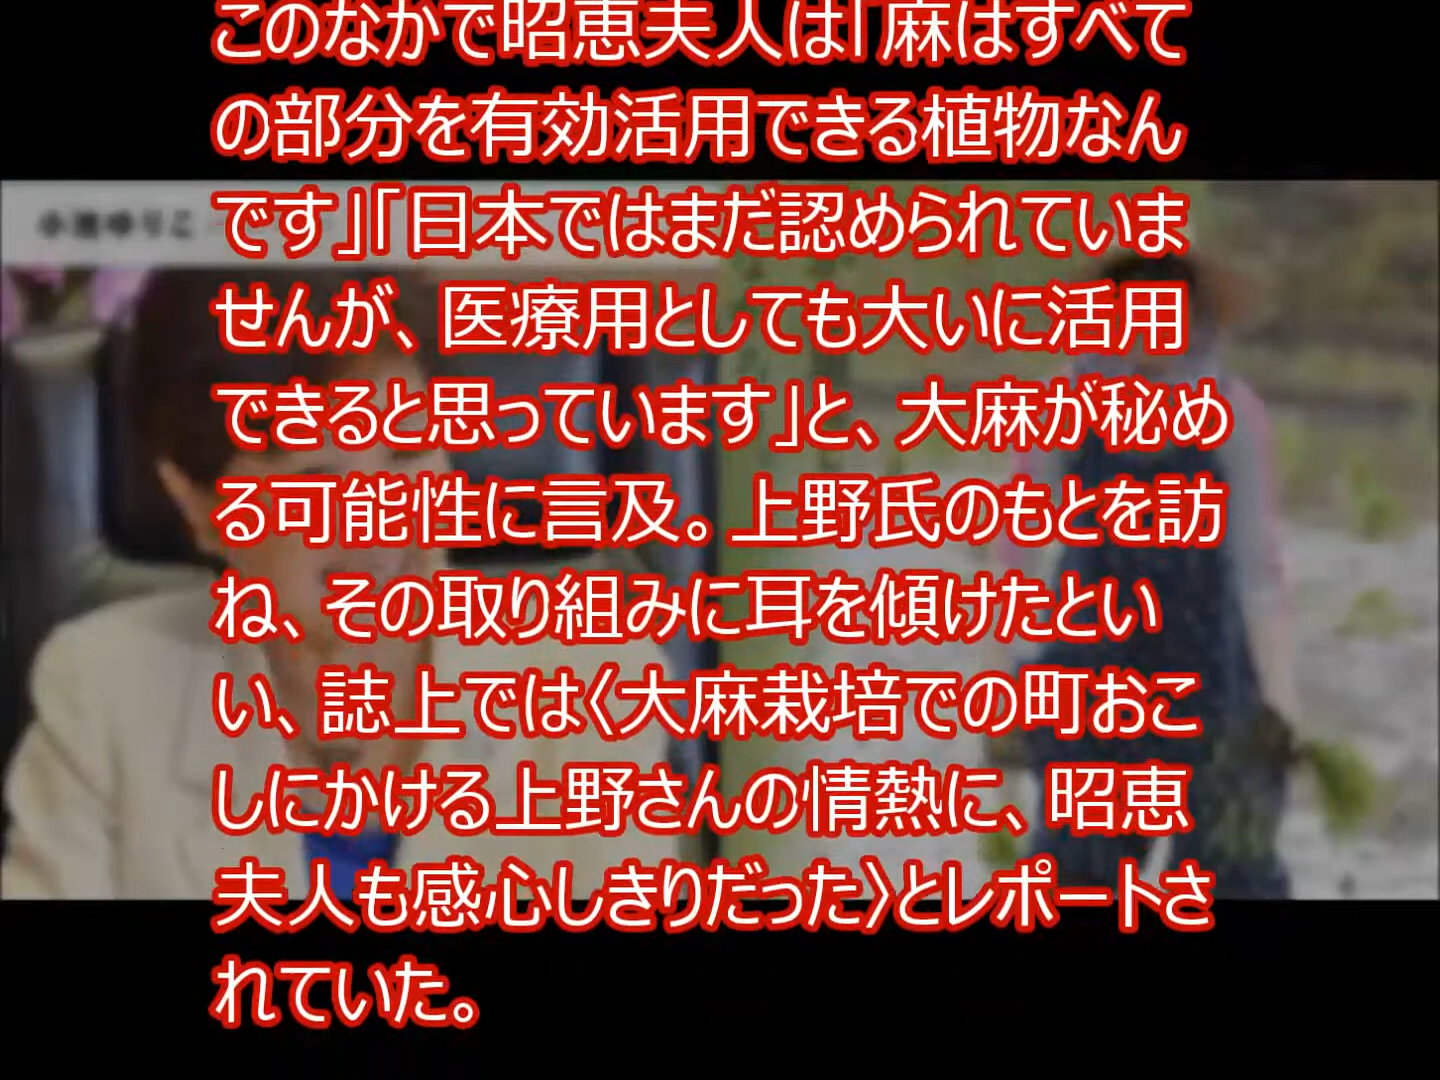 このなかで昭恵夫人は「麻はすべて
の部分を有効活用できる植物なん
です」「日本ではまだ認められていま
せんが、医療用としても大いに活用
できると思っています」と、大麻が秘め
る可能性に言及。上野氏のもとを訪
ね、その取り組みに耳を傾けたとい
い、誌上では〈大麻栽培での町おこ
しにかける上野さんの情熱に、昭恵
夫人も感心しきりだった〉とレポートさ
れていた。